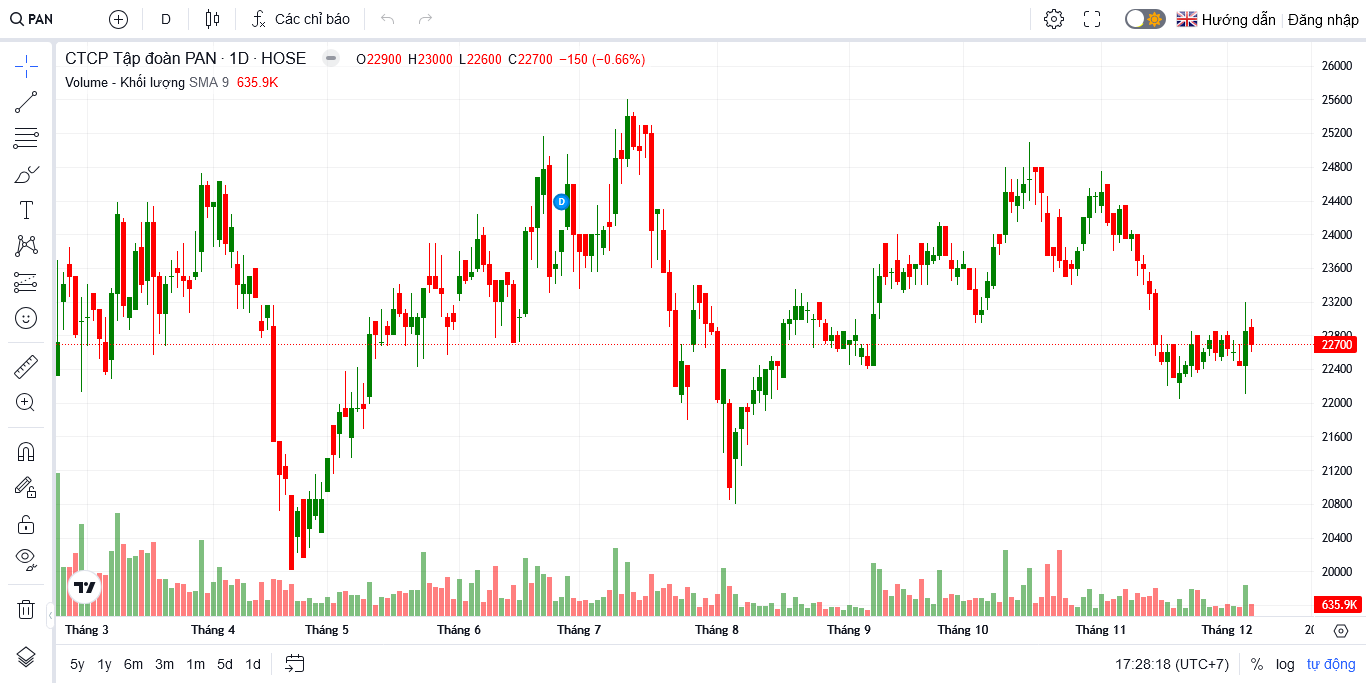 PAN D Các chỉ báo Hướng dẫn Đăng nhập
CTCP Tập đoàn PAN · 1D · HOSE O22900 H23000 L22600 C22700 −150 (−0.66%)
Volume - Khối lượng SMA 9 635.9K
26000
25600
25200
24800
24400
24000
23600
23200
22800
22700
22400
22000
21600
21200
20800
20400
20000
635.9K
D
Tháng 3 Tháng 4 Tháng 5 Tháng 6 Tháng 7 Tháng 8 Tháng 9 Tháng 10 Tháng 11 Tháng 12
5y 1y 6m 3m 1m 5d 1d 17:28:18 (UTC+7) % log tự động